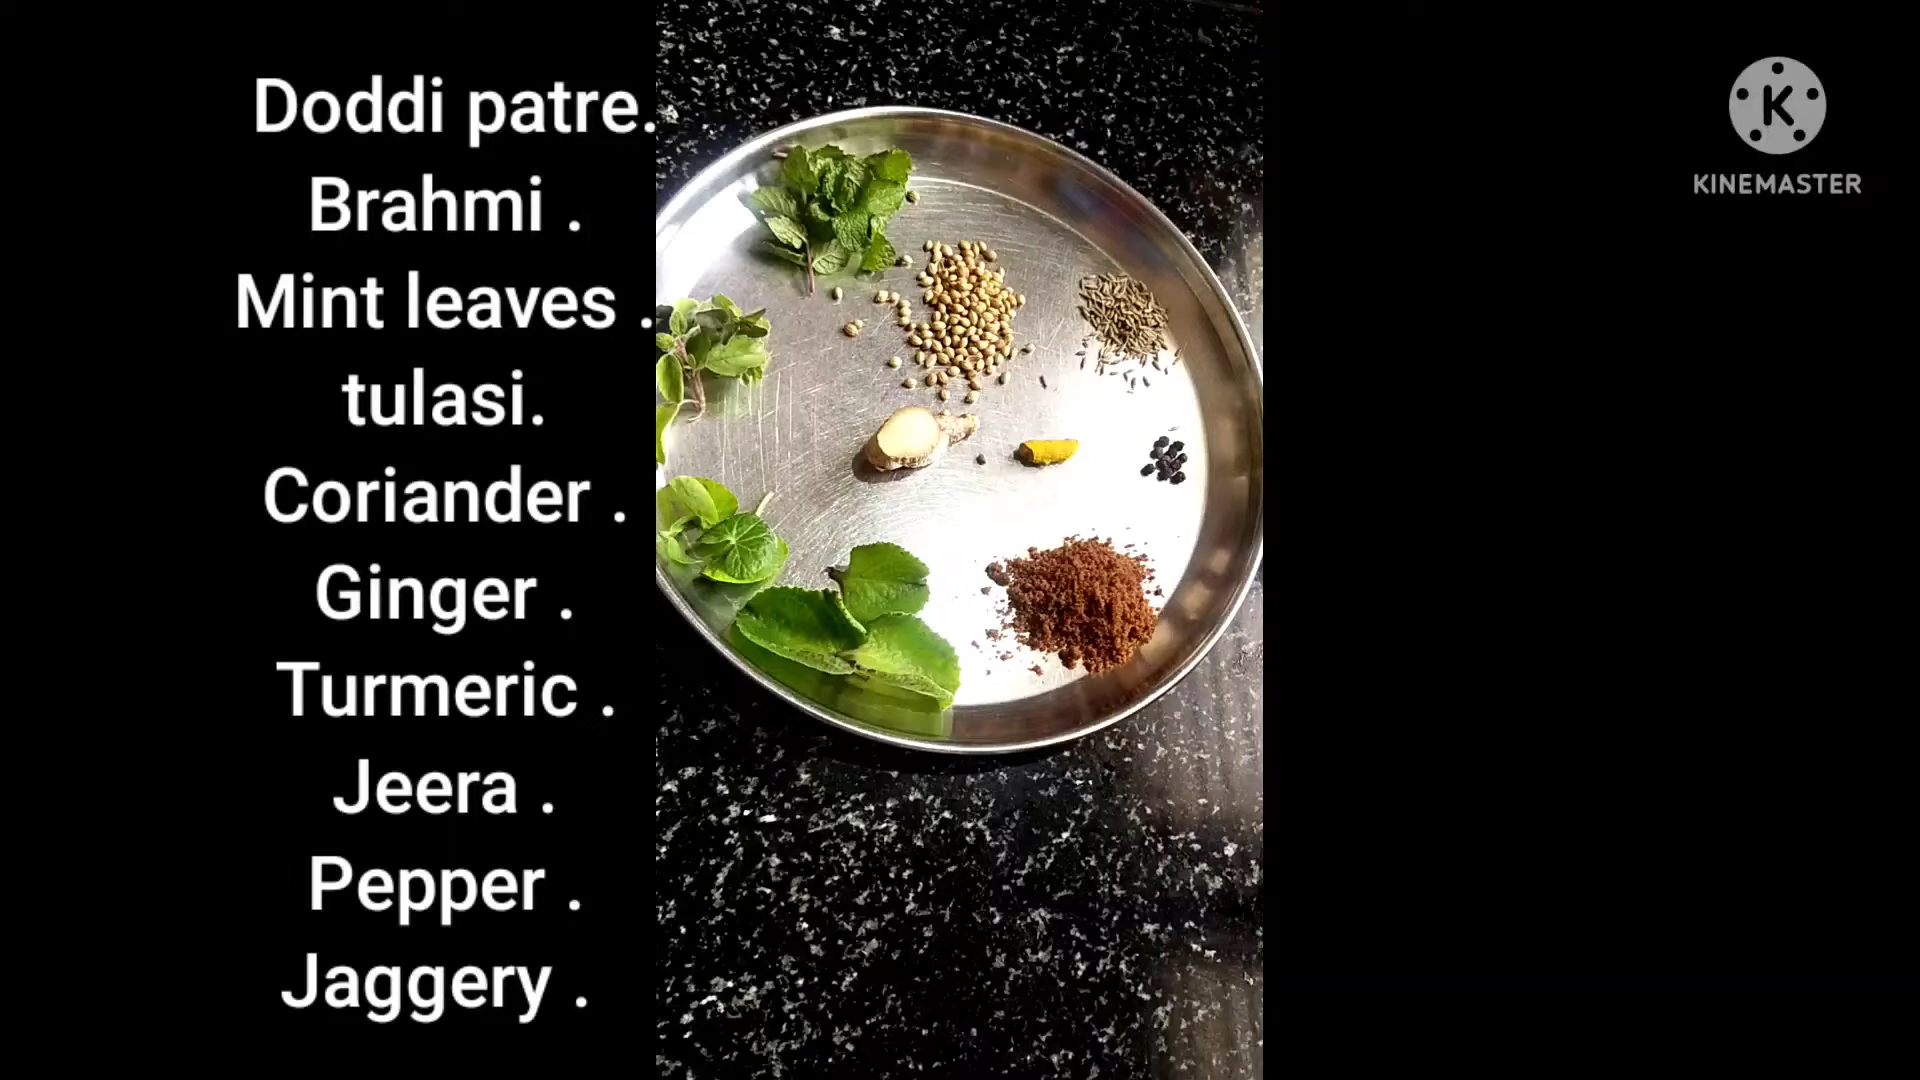 Doddi patre.
Brahmi .
Mint leaves .
tulasi.
Coriander .
Ginger .
Turmeric .
Jeera .
Pepper .
Jaggery .
KINEMASTER